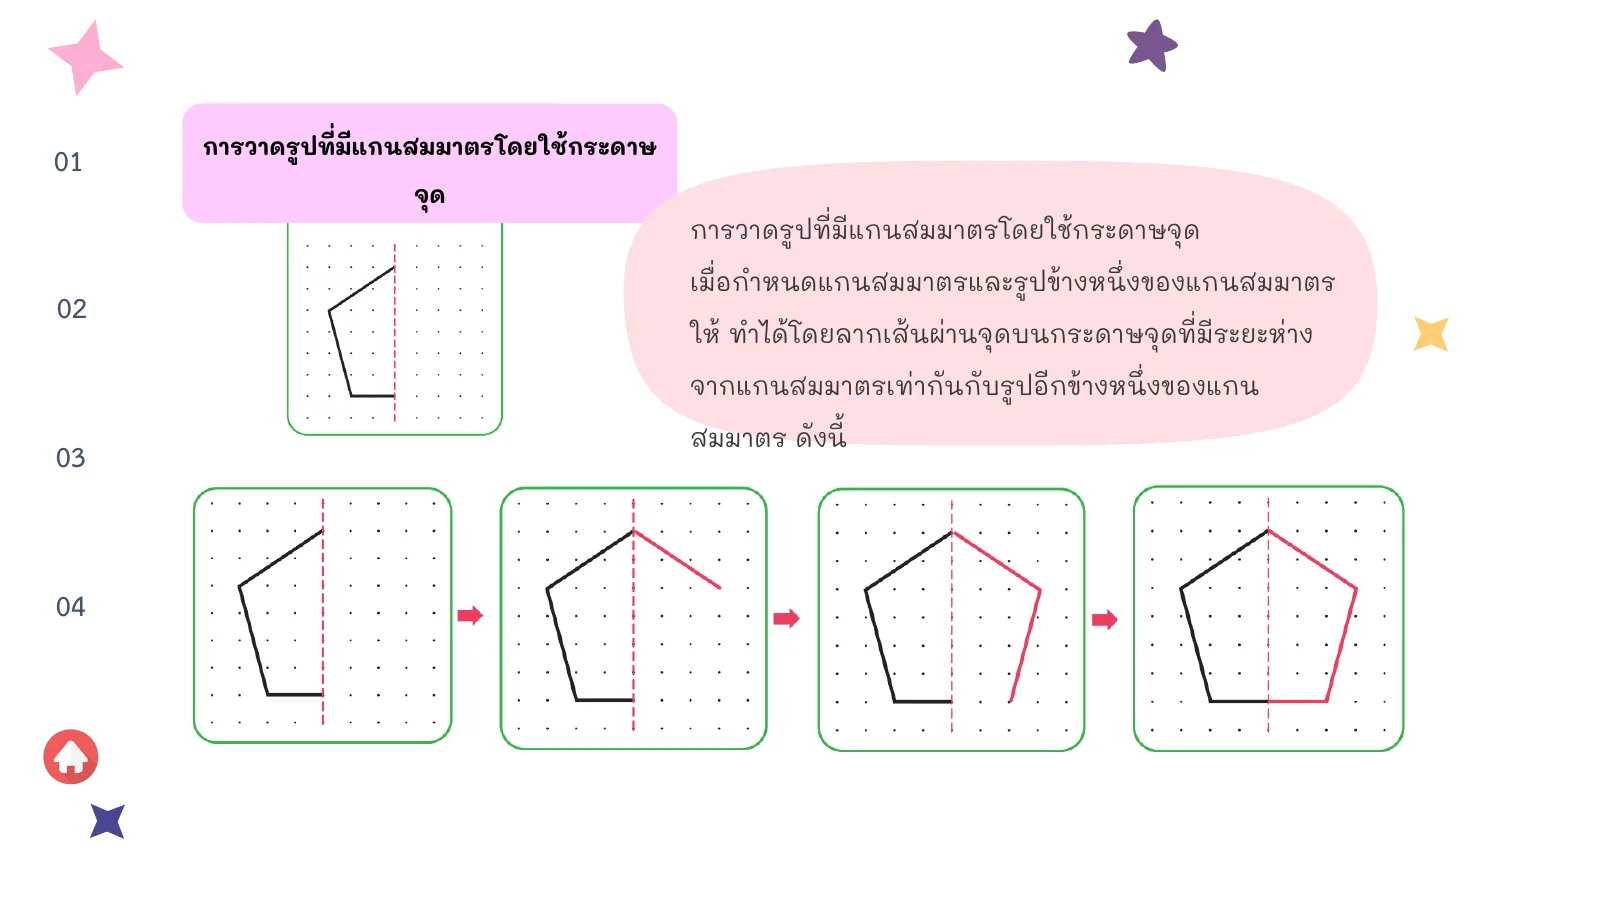 การวาดรูปที่มีแกนสมมาตรโดยใช้กระดาษ
จุด
การวาดรูปที่มีแกนสมมาตรโดยใช้กระดาษจุด
เมื่อกำหนดแกนสมมาตรและรูปข้างหนึ่งของแกนสมมาตร
ให้ ทำได้โดยลากเส้นผ่านจุดบนกระดาษจุดที่มีระยะห่าง
จากแกนสมมาตรเท่ากันกับรูปอีกข้างหนึ่งของแกน
สมมาตร ดังนี้
01
02
03
04